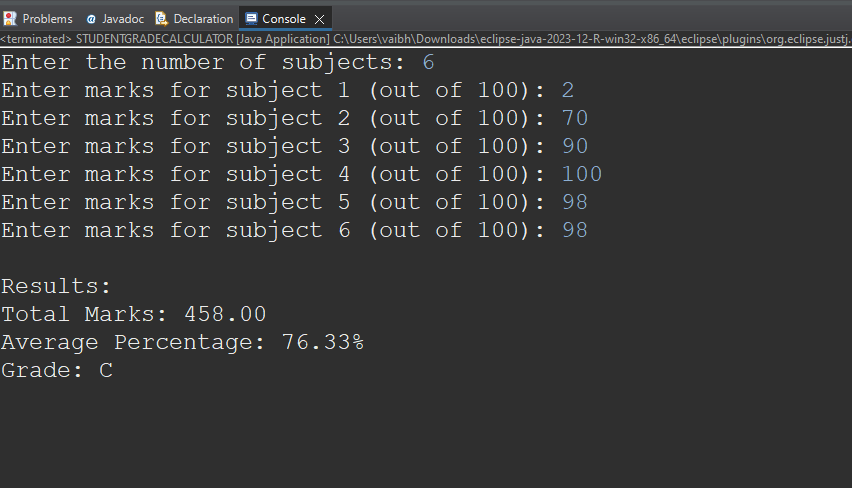 Problems Javadoc Declaration Console
<terminated> STUDENTGRADECALCULATOR [Java Application] C:\Users\vaibh\Downloads\eclipse-java-2023-12-R-win32-x86_64\eclipse\plugins\org.eclipse.justj.
Enter the number of subjects: 6
Enter marks for subject 1 (out of 100): 2
Enter marks for subject 2 (out of 100): 70
Enter marks for subject 3 (out of 100): 90
Enter marks for subject 4 (out of 100): 100
Enter marks for subject 5 (out of 100): 98
Enter marks for subject 6 (out of 100): 98
Results:
Total Marks: 458.00
Average Percentage: 76.33%
Grade: C